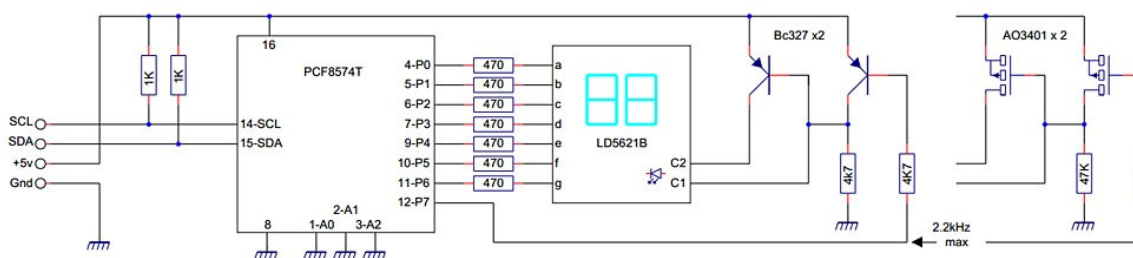 16
PCF8574T
Bc327 x2
AO3401 x 2
1K
1K
4-P0
470
a
5-P1
470
b
6-P2
470
c
SCL
14-SCL
7-P3
470
d
SDA
15-SDA
9-P4
470
e
LD5621B
+5v
10-P5
470
f
C2
Gnd
11-P6
470
g
C1
4k7
4K7
47K
12-P7
2-A1
8
1-A0
3-A2
2.2kHz
max